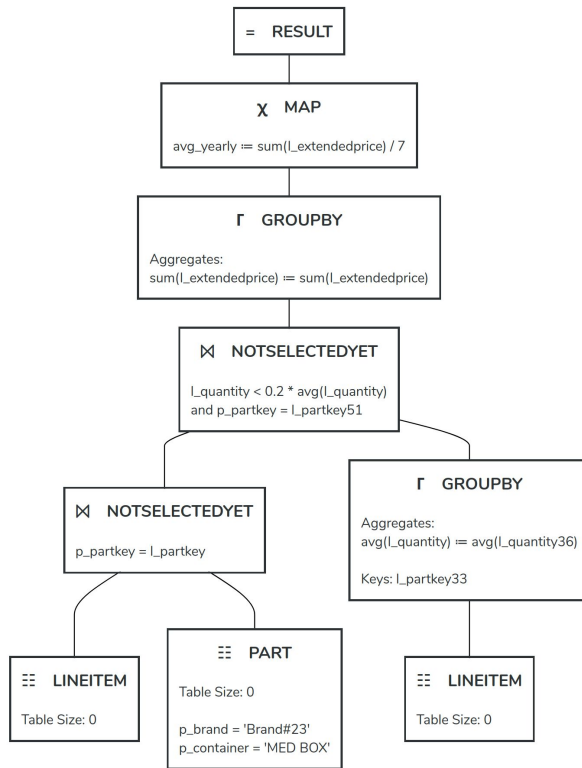 = RESULT
χ MAP
avg_yearly ≔ sum(l_extendedprice) / 7
Γ GROUPBY
Aggregates:
sum(l_extendedprice) ≔ sum(l_extendedprice)
⋈ NOTSELECTEDYET
l_quantity < 0.2 * avg(l_quantity)
and p_partkey = l_partkey51
⋈ NOTSELECTEDYET
p_partkey = l_partkey
Γ GROUPBY
Aggregates:
avg(l_quantity) ≔ avg(l_quantity36)
Keys: l_partkey33
LINEITEM
Table Size: 0
PART
Table Size: 0
p_brand = 'Brand#23'
p_container = 'MED BOX'
LINEITEM
Table Size: 0